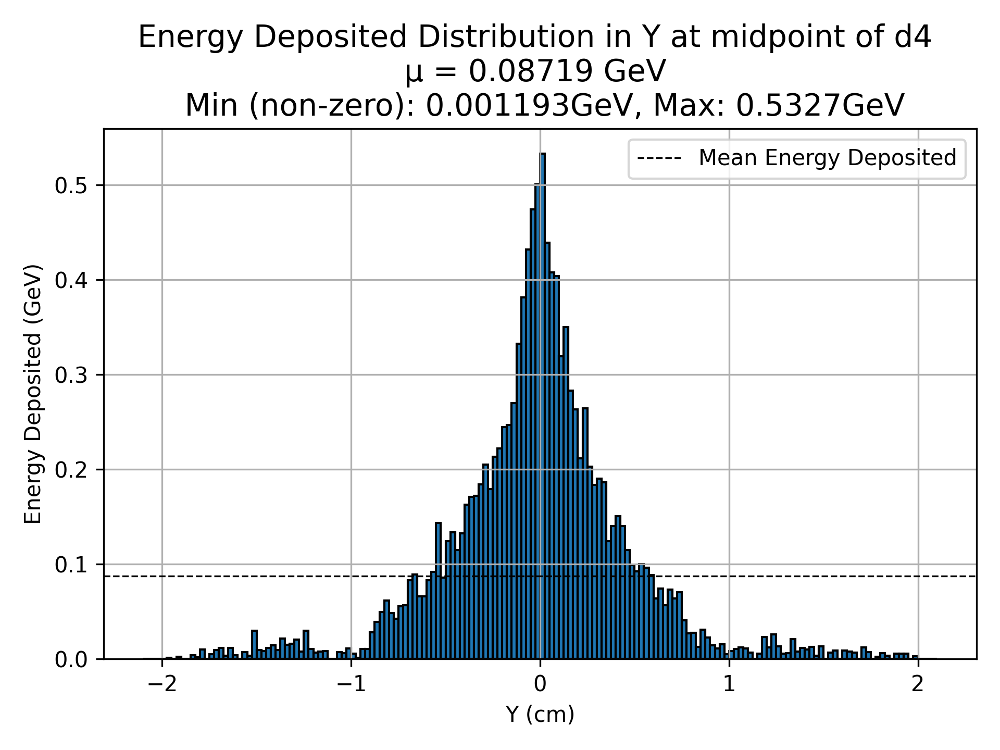 Energy Deposited Distribution in Y at midpoint of d4
μ = 0.08719 GeV
Min (non-zero): 0.001193GeV, Max: 0.5327GeV
Mean Energy Deposited
Energy Deposited (GeV)
0.5
0.4
0.3
0.2
0.1
0.0
−2 −1 0 1 2
Y (cm)